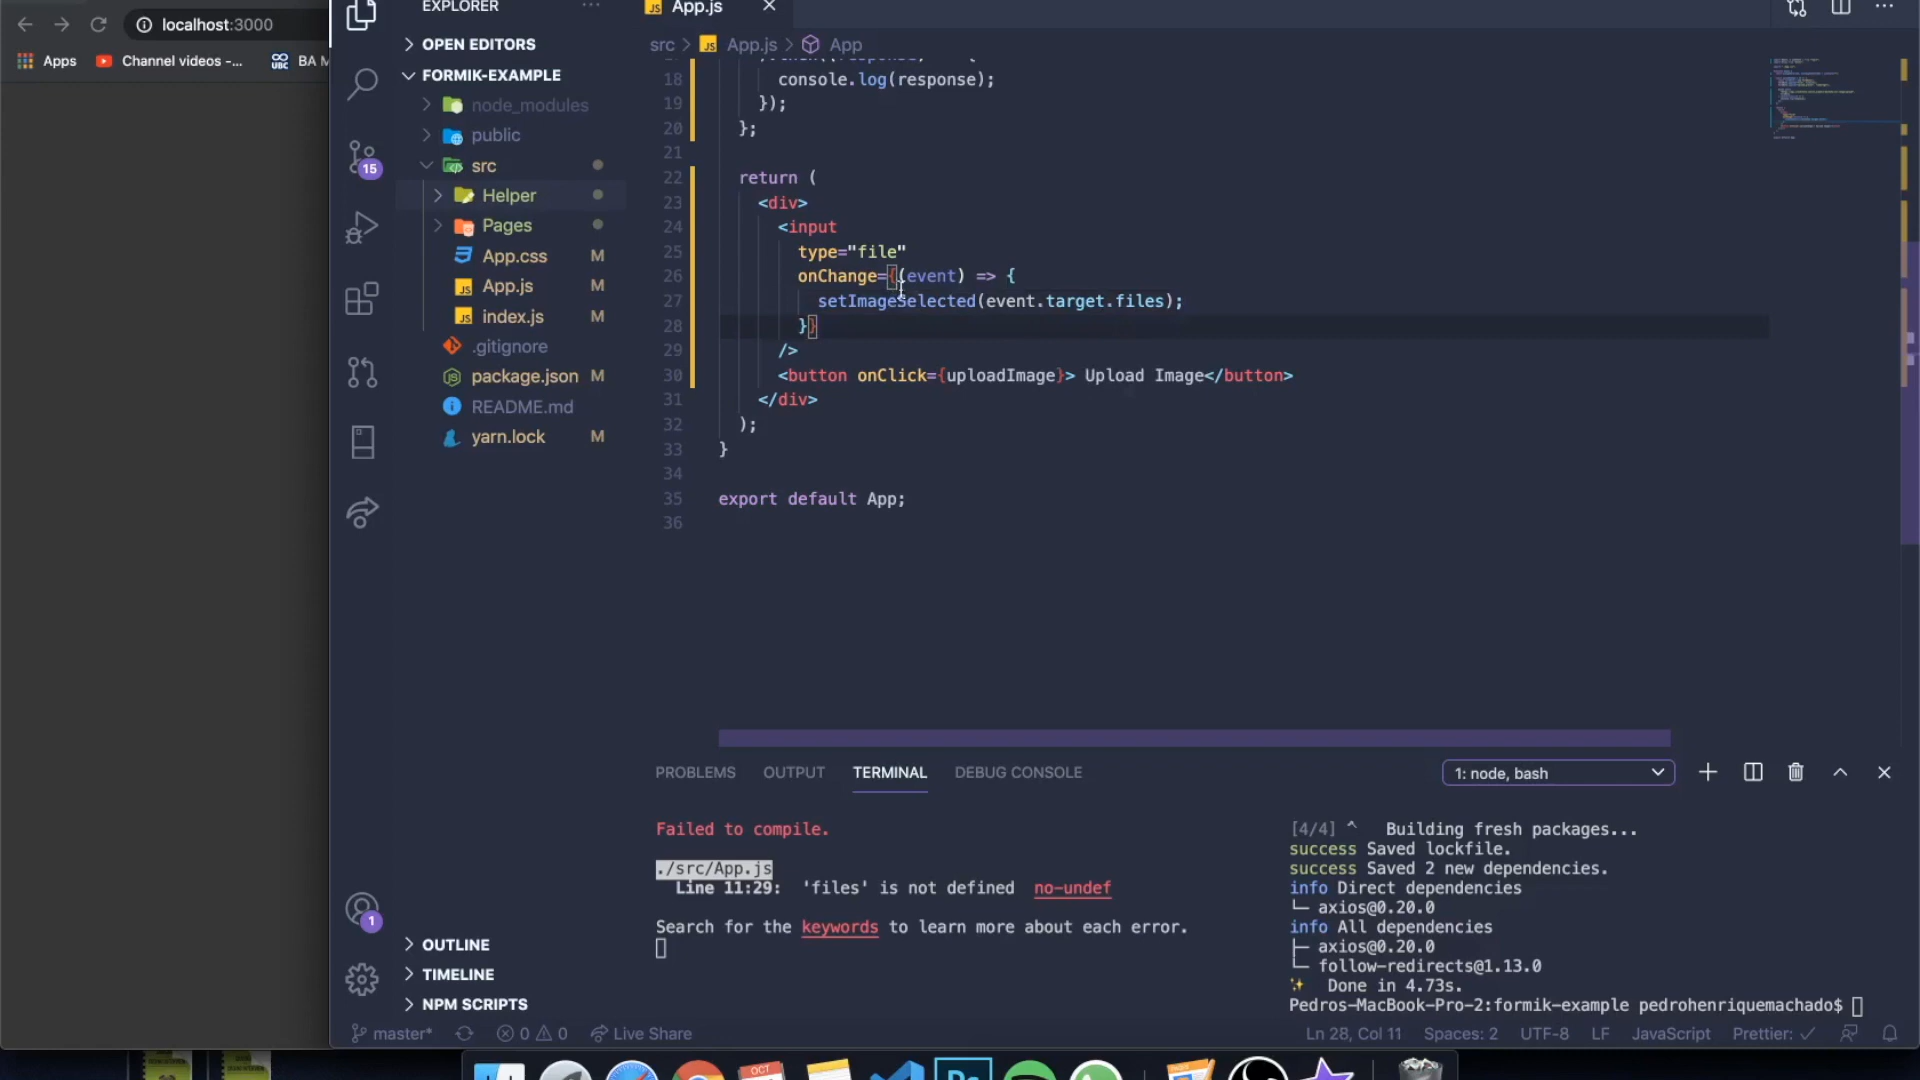 localhost:3000
Apps
Channel videos -...
BA M
EXPLORER
...
OPEN EDITORS
FORMIK-EXAMPLE
node_modules
public
src
Helper
Pages
App.css M
App.js M
index.js M
.gitignore
package.json M
README.md
yarn.lock M
OUTLINE
TIMELINE
NPM SCRIPTS
15
1
App.js
src > App.js > App
18 console.log(response);
19 });
20 };
21
22 return (
23 <div>
24 <input
25 type="file"
26 onChange={(event) => {
27 setImageSelected(event.target.files);
28 }}
29 />
30 <button onClick={uploadImage}> Upload Image</button>
31 </div>
32 );
33 }
34
35 export default App;
36
PROBLEMS OUTPUT TERMINAL DEBUG CONSOLE
1: node, bash
Failed to compile.
./src/App.js
Line 11:29: 'files' is not defined no-undef
Search for the keywords to learn more about each error.
[4/4] ^ Building fresh packages...
success Saved lockfile.
success Saved 2 new dependencies.
info Direct dependencies
└─ axios@0.20.0
info All dependencies
├─ axios@0.20.0
└─ follow-redirects@1.13.0
✨ Done in 4.73s.
Pedros-MacBook-Pro-2:formik-example pedrohenriquemachado$
master* 0 0 Live Share
Ln 28, Col 11 Spaces: 2 UTF-8 LF JavaScript Prettier: ✓
OCT